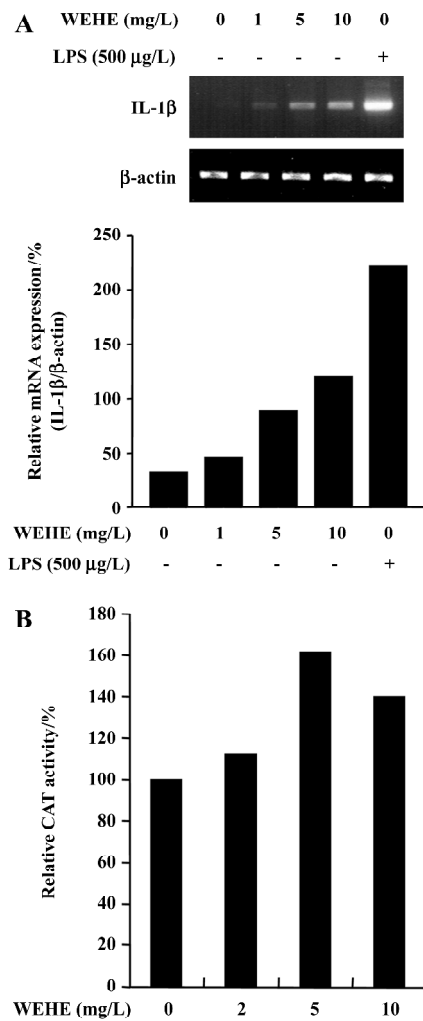 A
WEHE (mg/L) 0 1 5 10 0
LPS (500 µg/L) - - - - +
IL-1β
β-actin
250
200
150
100
50
0
Relative mRNA expression/%
(IL-1β/β-actin)
WEIIE (mg/L) 0 1 5 10 0
LPS (500 µg/L) - - - - +
B
180
160
140
120
100
80
60
40
20
0
Relative CAT activity/%
WEHE (mg/L) 0 2 5 10